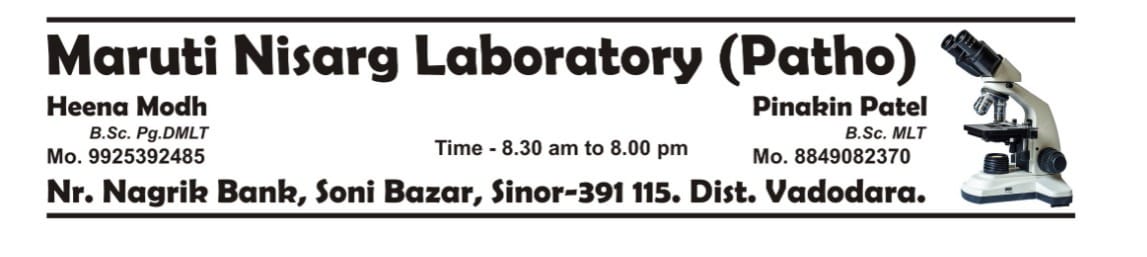 Maruti Nisarg Laboratory (Patho)
Heena Modh
B.Sc. Pg.DMLT
Mo. 9925392485
Time - 8.30 am to 8.00 pm
Pinakin Patel
B.Sc. MLT
Mo. 8849082370
Nr. Nagrik Bank, Soni Bazar, Sinor-391 115. Dist. Vadodara.